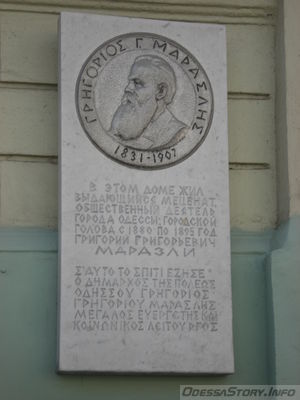 ГРИГОРІОС Г. МАРАСЛНС
1831-1907
В ЭТОМ ДОМЕ ЖИЛ
ВЫДАЮЩИЙСЯ МЕЦЕНАТ,
ОБЩЕСТВЕННЫЙ ДЕЯТЕЛЬ
ГОРОДА ОДЕССЫ, ГОРОДСКОЙ
ГОЛОВА С 1880 ПО 1895 ГОД
ГРИГОРИЙ ГРИГОРЬЕВИЧ
МАРАЗЛИ
Σ'ΑΥΤΟ ΤΟ ΣΠΙΤΙ ΕΖΗΣΕ
Ο ΔΗΜΑΡΧΟΣ ΤΗΣ ΠΟΛΕΩΣ
ΟΔΗΣΣΟΥ ΓΡΗΓΟΡΙΟΣ
ΓΡΗΓΟΡΙΟΥ ΜΑΡΑΣΛΗΣ
ΜΕΓΑΛΟΣ ΕΥΕΡΓΕΤΗΣ ΚΑΙ
ΚΟΙΝΩΝΙΚΟΣ ΛΕΙΤΟΥΡΓΟΣ
ODESSASTORY.INFO